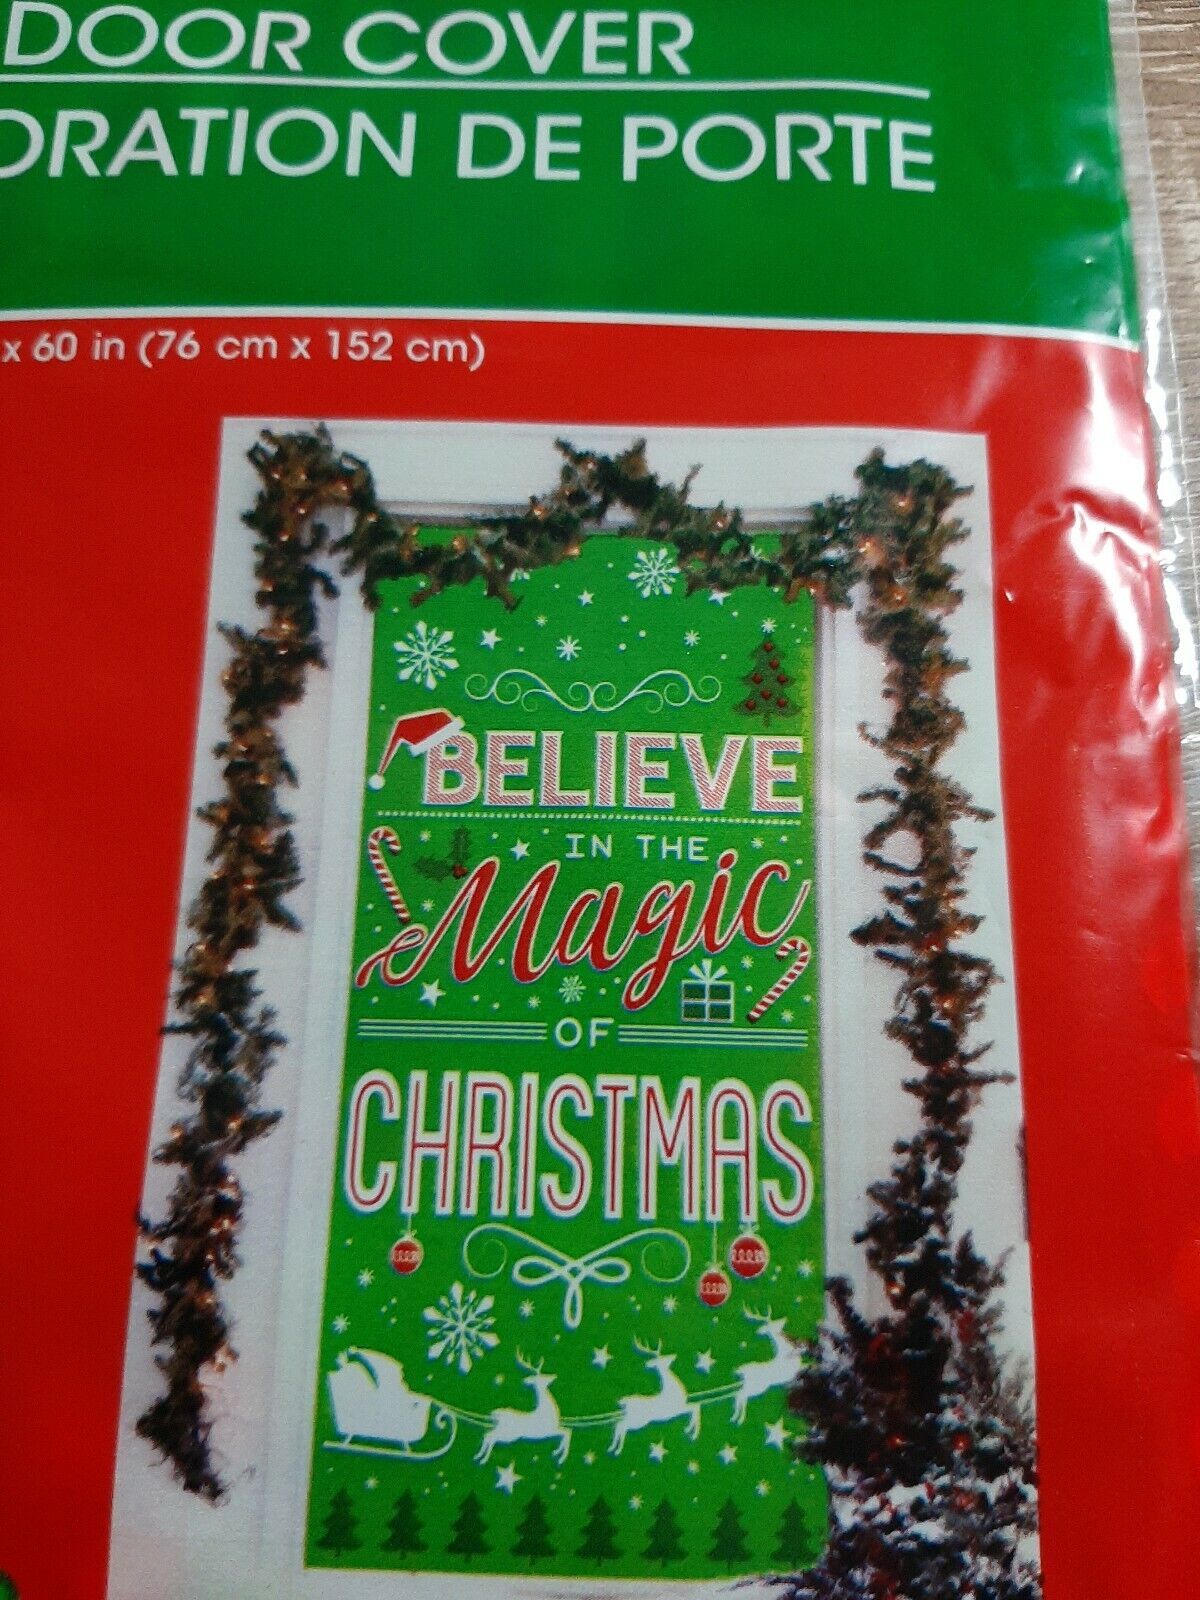 DOOR COVER
ORATION DE PORTE
x 60 in (76 cm x 152 cm)
BELIEVE
IN THE
Magic
OF
CHRISTMAS